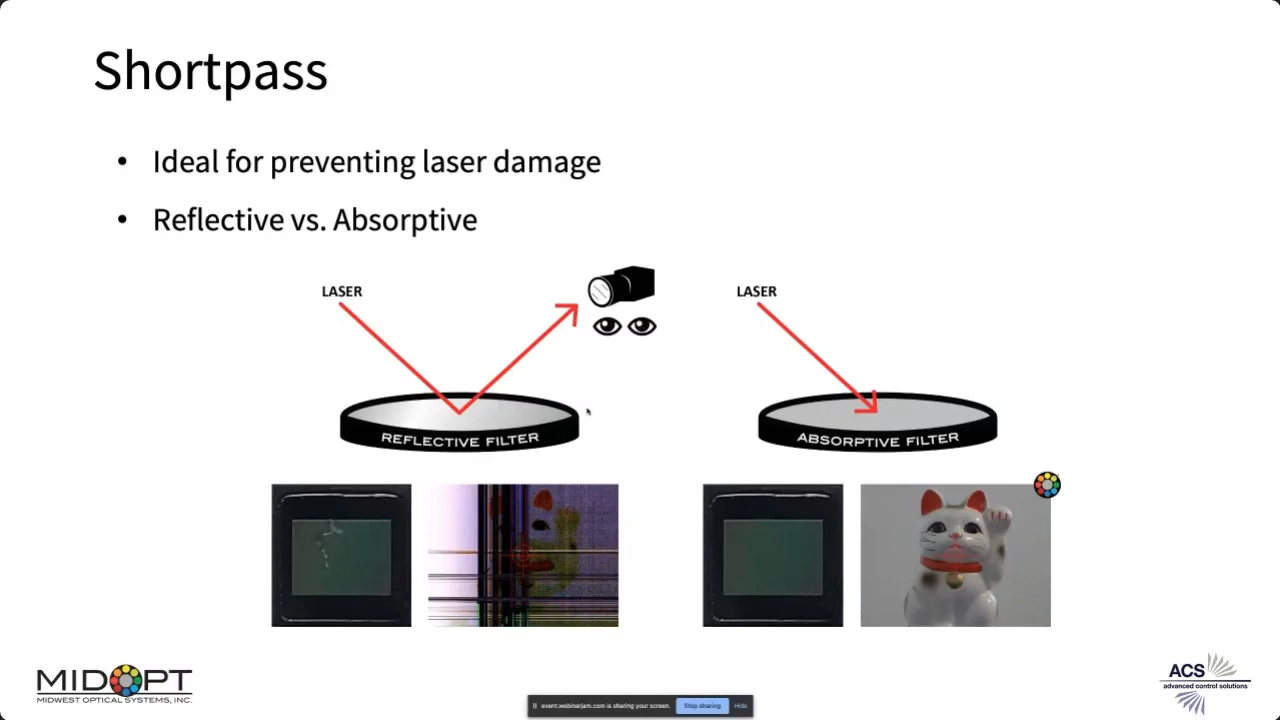 Shortpass
• Ideal for preventing laser damage
• Reflective vs. Absorptive
LASER
LASER
REFLECTIVE FILTER
ABSORPTIVE FILTER
MIDOPT
MIDWEST OPTICAL SYSTEMS, INC.
ACS
advanced control solutions
event.webinarjam.com is sharing your screen.
Stop sharing
Hide